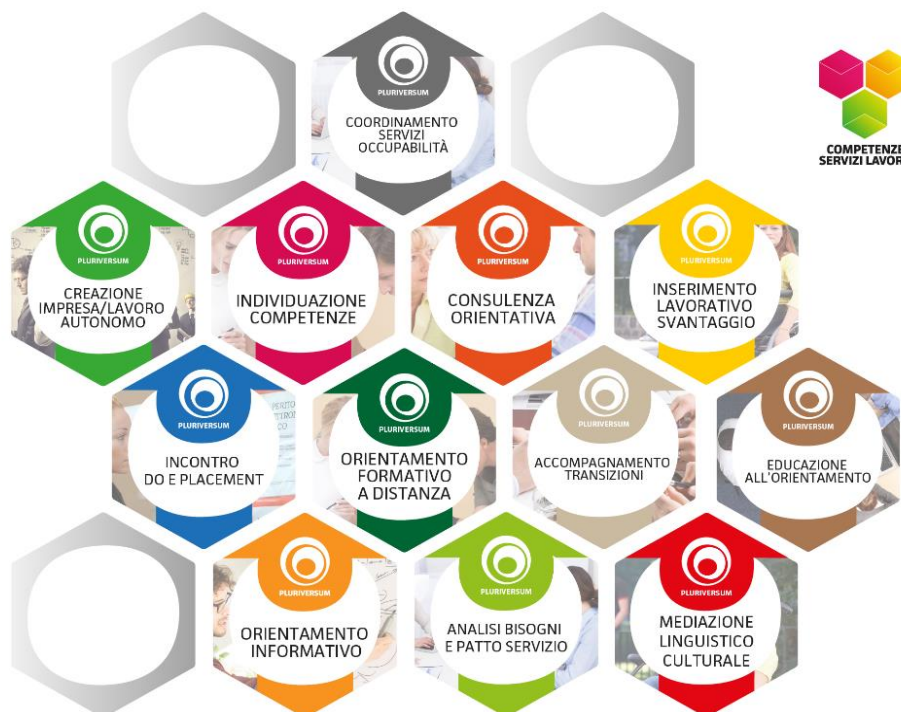 PLURIVERSUM
COORDINAMENTO
SERVIZI
OCCUPABILITÀ
COMPETENZE
SERVIZI LAVOR
PLURIVERSUM
CREAZIONE
IMPRESA/LAVORO
AUTONOMO
PLURIVERSUM
INDIVIDUAZIONE
COMPETENZE
PLURIVERSUM
CONSULENZA
ORIENTATIVA
PLURIVERSUM
INSERIMENTO
LAVORATIVO
SVANTAGGIO
PLURIVERSUM
INCONTRO
DO E PLACEMENT
PLURIVERSUM
ORIENTAMENTO
FORMATIVO
A DISTANZA
PLURIVERSUM
ACCOMPAGNAMENTO
TRANSIZIONI
PLURIVERSUM
EDUCAZIONE
ALL'ORIENTAMENTO
PLURIVERSUM
ORIENTAMENTO
INFORMATIVO
PLURIVERSUM
ANALISI BISOGNI
E PATTO SERVIZIO
PLURIVERSUM
MEDIAZIONE
LINGUISTICO
CULTURALE